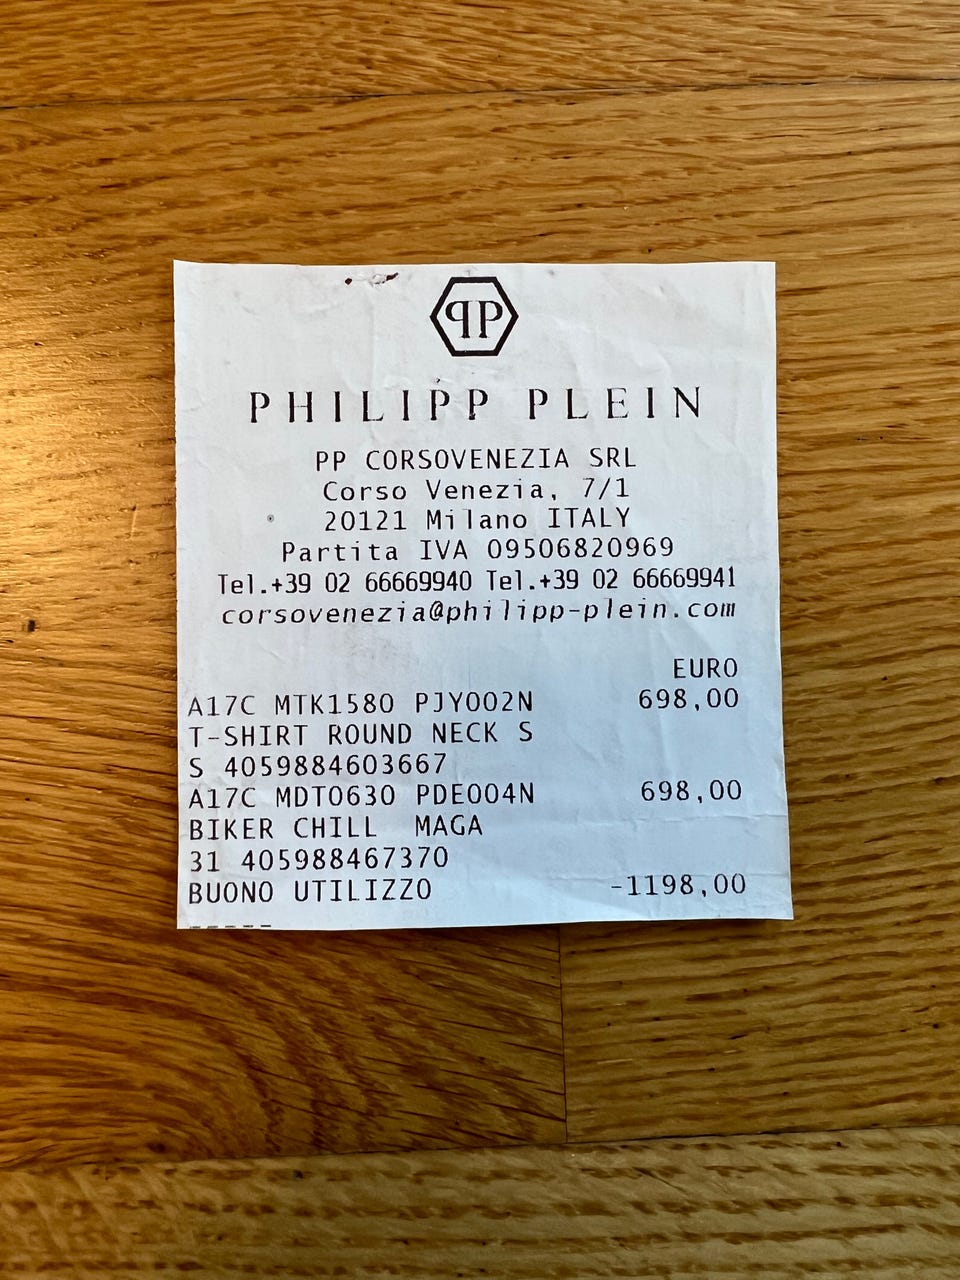 PP
PHILIPP PLEIN
PP CORSOVENEZIA SRL
Corso Venezia, 7/1
20121 Milano ITALY
Partita IVA 09506820969
Tel.+39 02 66669940 Tel.+39 02 66669941
corsovenezia@philipp-plein.com
EURO
A17C MTK1580 PJY002N 698,00
T-SHIRT ROUND NECK S
S 4059884603667
A17C MDT0630 PDE004N 698,00
BIKER CHILL MAGA
31 405988467370
BUONO UTILIZZO -1198,00